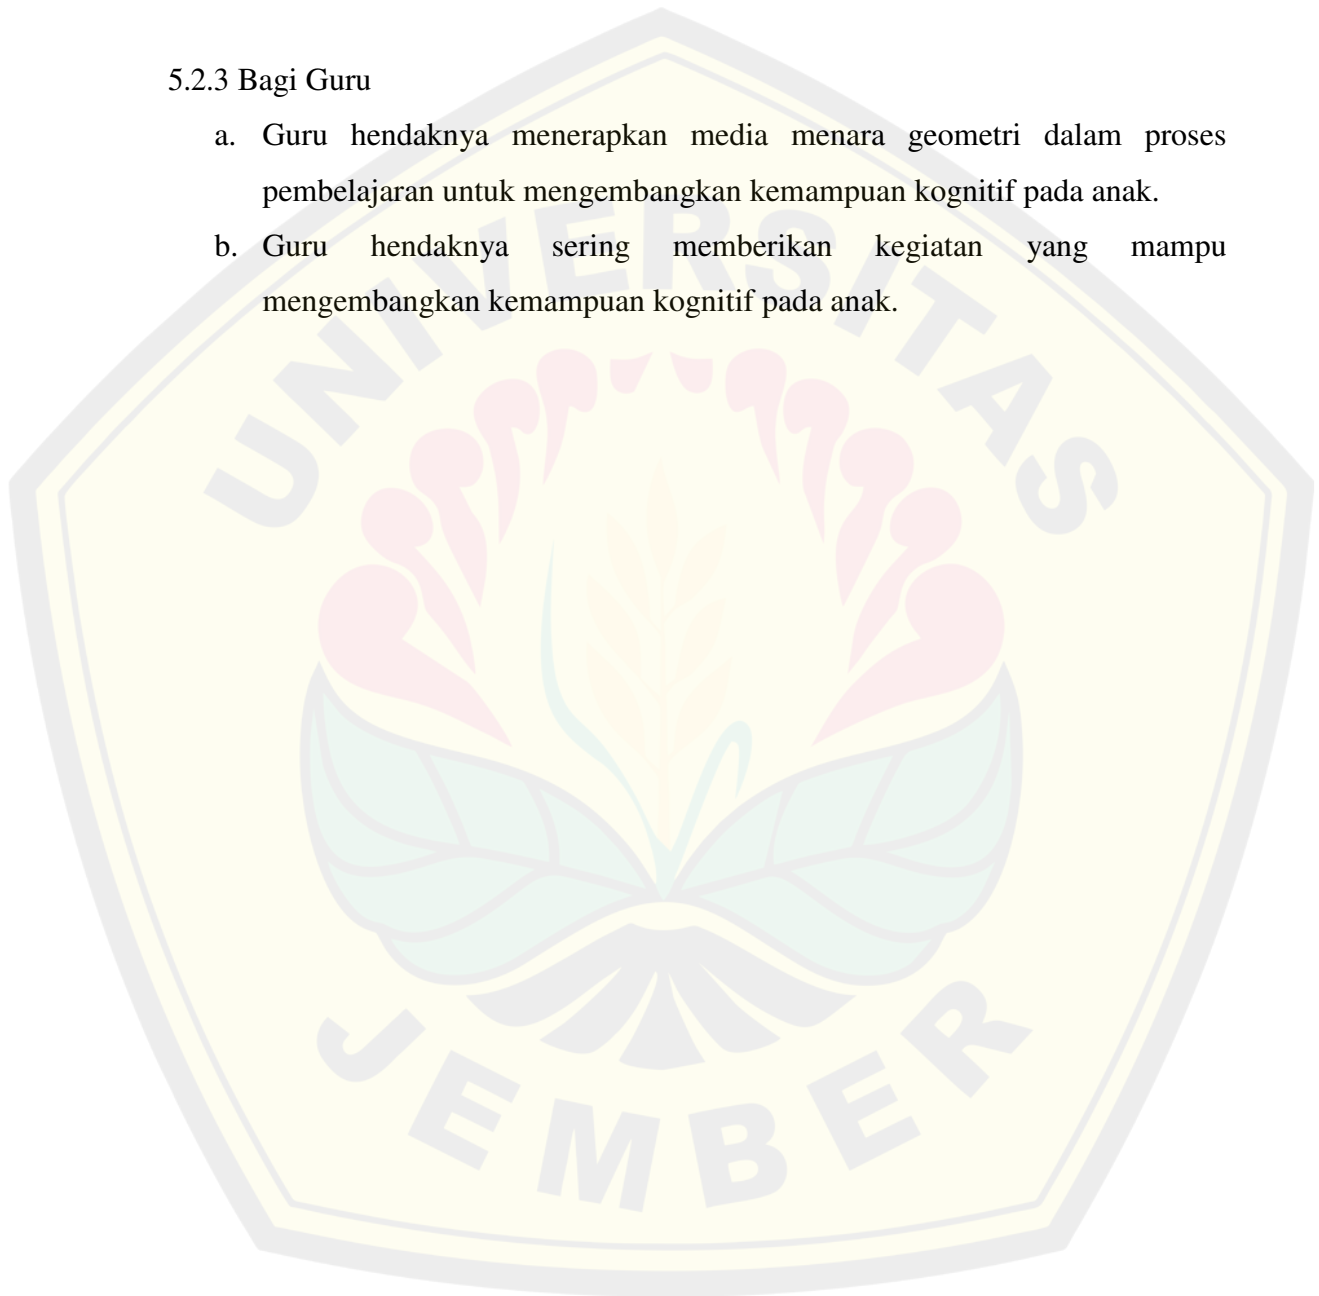 5.2.3 Bagi Guru
a. Guru hendaknya menerapkan media menara geometri dalam proses
pembelajaran untuk mengembangkan kemampuan kognitif pada anak.
b. Guru hendaknya sering memberikan kegiatan yang mampu
mengembangkan kemampuan kognitif pada anak.
UNIVERSITAS
JEMBER